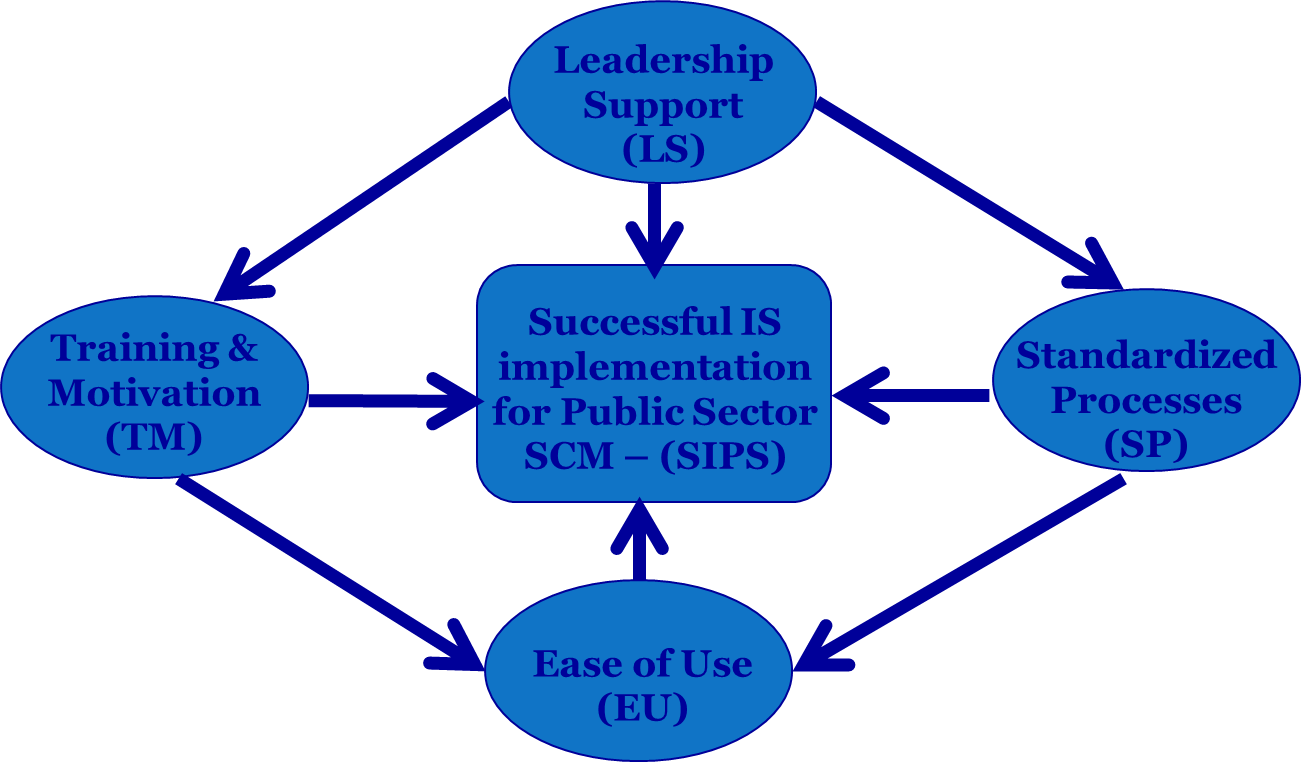 Leadership
Support
(LS)
Training &
Motivation
(TM)
Successful IS
implementation
for Public Sector
SCM – (SIPS)
Standardized
Processes
(SP)
Ease of Use
(EU)